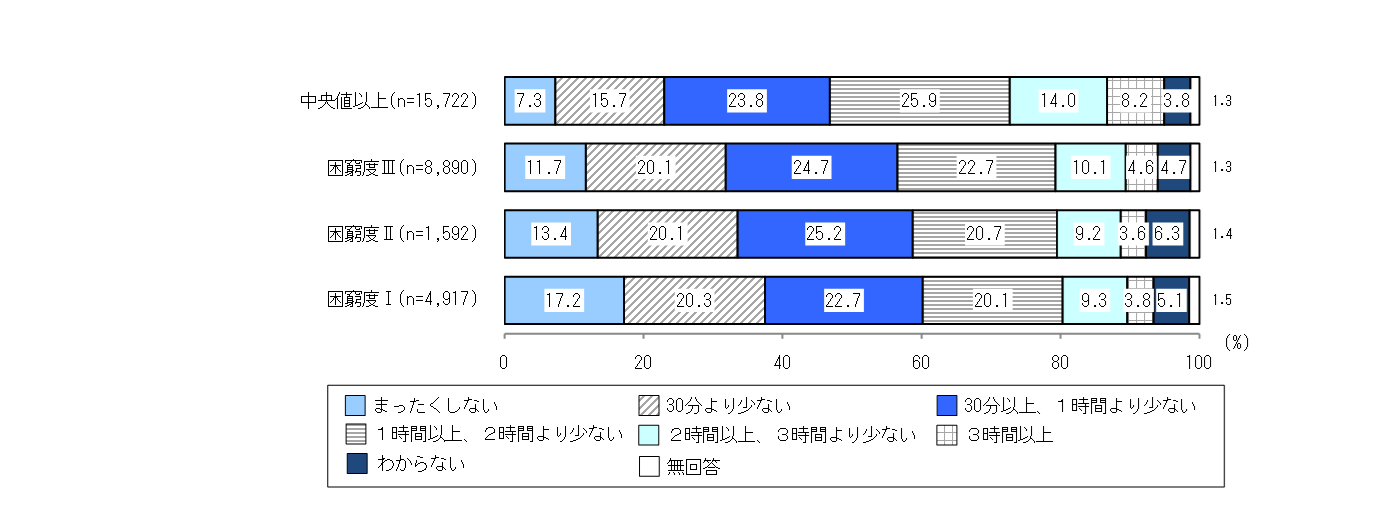 中央値以上(n=15,722) 7.3 15.7 23.8 25.9 14.0 8.2 3.8 1.3
困窮度Ⅲ(n=8,890) 11.7 20.1 24.7 22.7 10.1 4.6 4.7 1.3
困窮度Ⅱ(n=1,592) 13.4 20.1 25.2 20.7 9.2 3.6 6.3 1.4
困窮度Ⅰ(n=4,917) 17.2 20.3 22.7 20.1 9.3 3.8 5.1 1.5
(%)
0 20 40 60 80 100
まったくしない 30分より少ない 30分以上、１時間より少ない
１時間以上、２時間より少ない ２時間以上、３時間より少ない ３時間以上
わからない 無回答